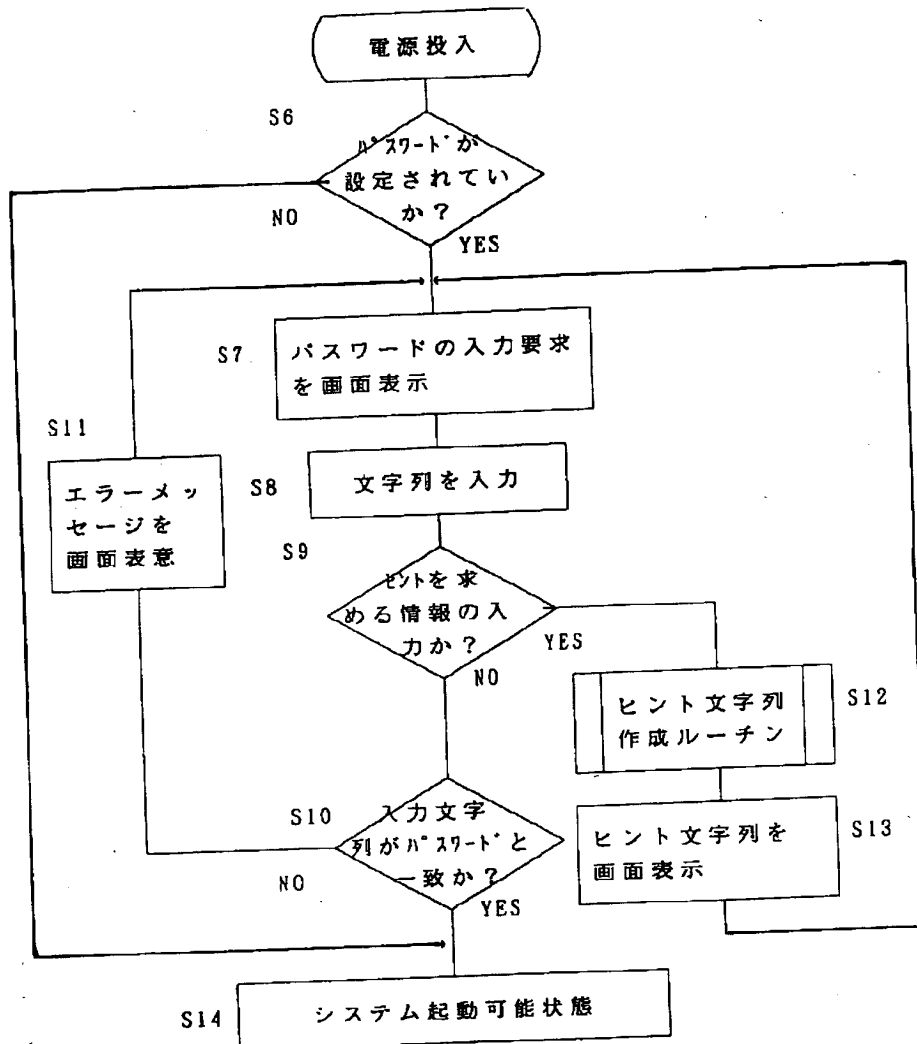 電源投入
S6
パスワードが
設定されてい
か?
NO
YES
S7
パスワードの入力要求
を画面表示
S11
エラーメッ
セージを
画面表意
S8
文字列を入力
S9
セントを求
める情報の入
力か?
YES
NO
ヒント文字列
作成ルーチン
S12
S10
入力文字
列がパスワードと
一致か?
NO
YES
ヒント文字列を
画面表示
S13
S14
システム起動可能状態